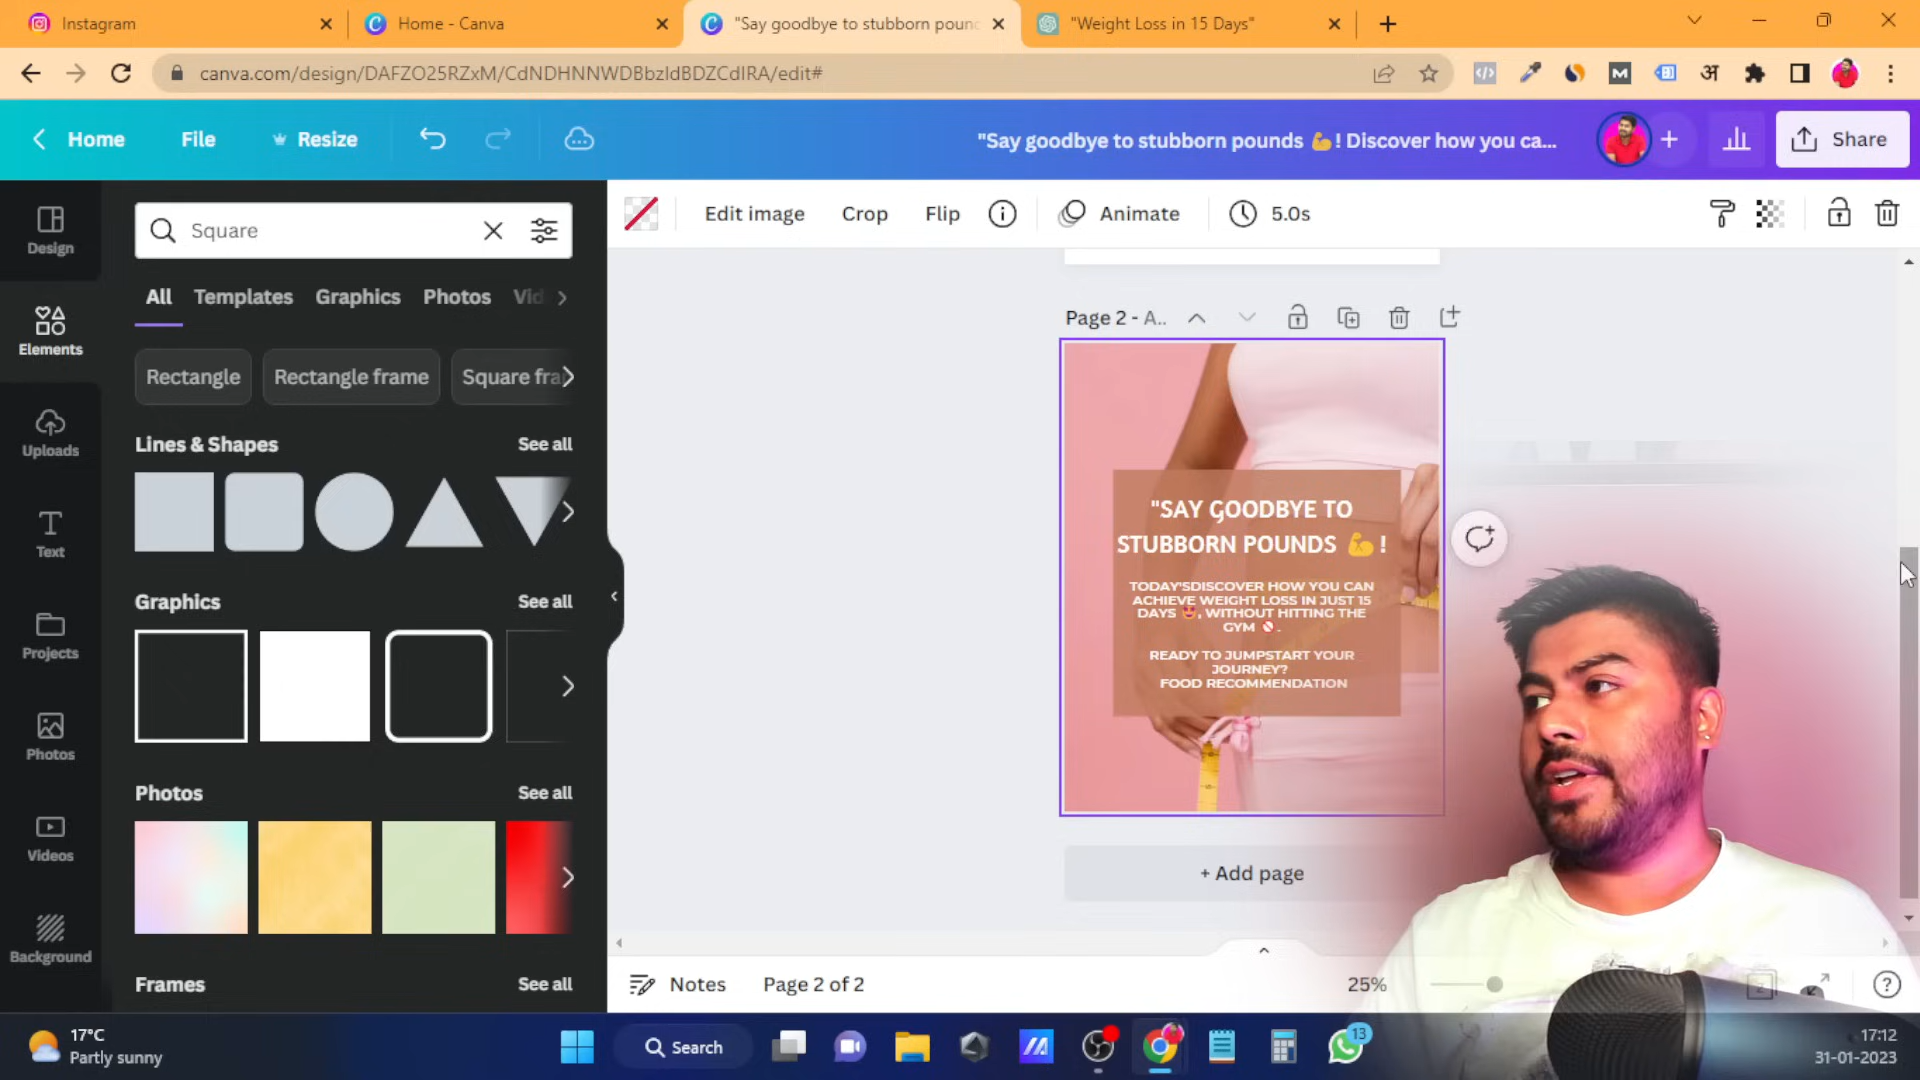 Instagram
Home - Canva
"Say goodbye to stubborn poun
"Weight Loss in 15 Days"
canva.com/design/DAFZO25RZxM/CdNDHNNWDBbzIdBDZCdIRA/edit#
अ
Home
File
Resize
"Say goodbye to stubborn pounds 💪! Discover how you ca...
Share
Design
Elements
Uploads
Text
Projects
Photos
Videos
Background
Square
All
Templates
Graphics
Photos
Vid
Rectangle
Rectangle frame
Square fra
Lines & Shapes
See all
Graphics
See all
Photos
See all
Frames
See all
Edit image
Crop
Flip
Animate
5.0s
Page 2 - A..
"SAY GOODBYE TO
STUBBORN POUNDS 💪 !
TODAY'SDISCOVER HOW YOU CAN
ACHIEVE WEIGHT LOSS IN JUST 15
DAYS 🤩, WITHOUT HITTING THE
GYM 🚫.
READY TO JUMPSTART YOUR
JOURNEY?
FOOD RECOMMENDATION
+ Add page
Notes
Page 2 of 2
25%
17°C
Partly sunny
Search
13
17:12
31-01-2023